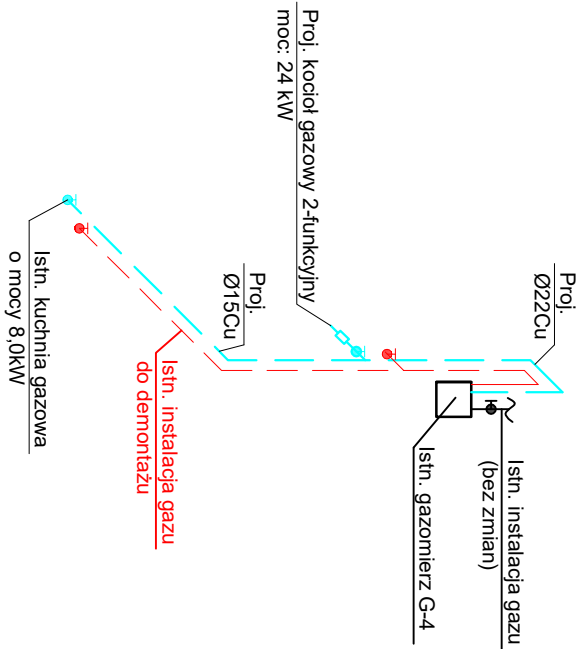 Proj. kocioł gazowy 2-funkcyjny
moc: 24 kW
Proj.
Ø22Cu
Proj.
Ø15Cu
Istn. instalacja gazu
(bez zmian)
Istn. gazomierz G-4
Istn. instalacja gazu
do demontażu
Istn. kuchnia gazowa
o mocy 8,0kW